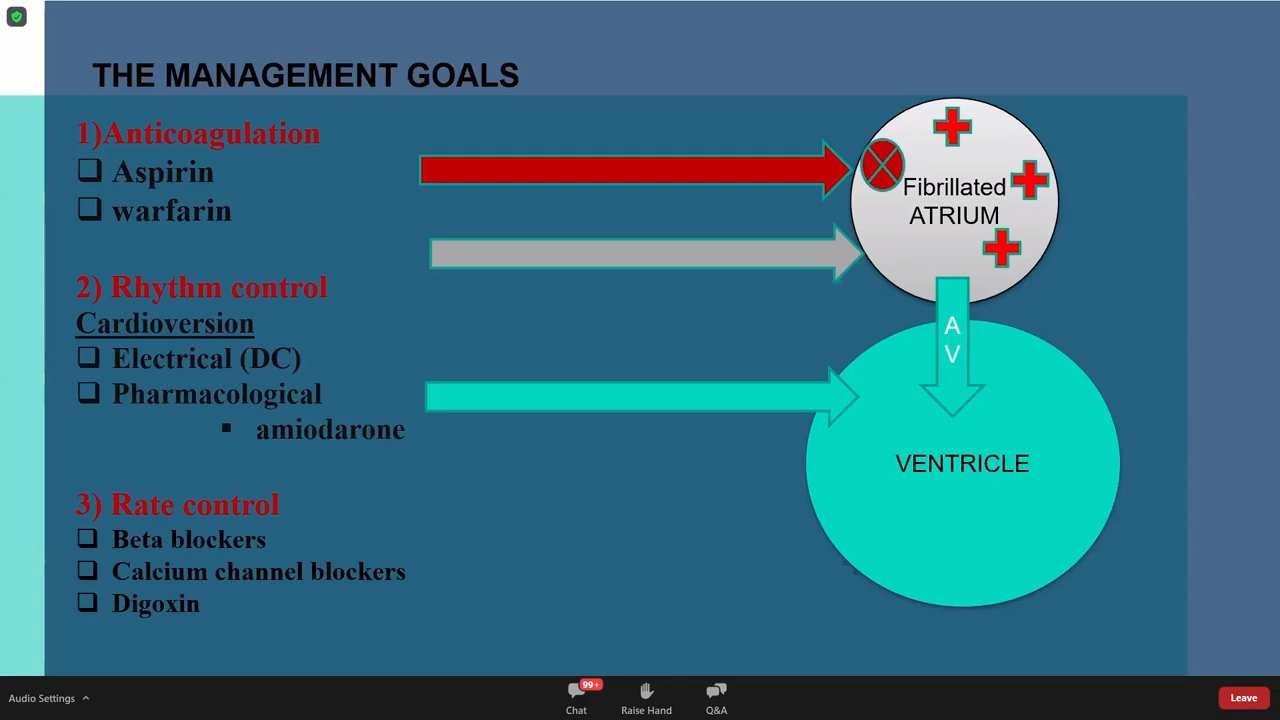 THE MANAGEMENT GOALS
1)Anticoagulation
Aspirin
warfarin
2) Rhythm control
Cardioversion
Electrical (DC)
Pharmacological
amiodarone
3) Rate control
Beta blockers
Calcium channel blockers
Digoxin
Fibrillated
ATRIUM
A
V
VENTRICLE
Audio Settings
99+
Chat
Raise Hand
Q&A
Leave